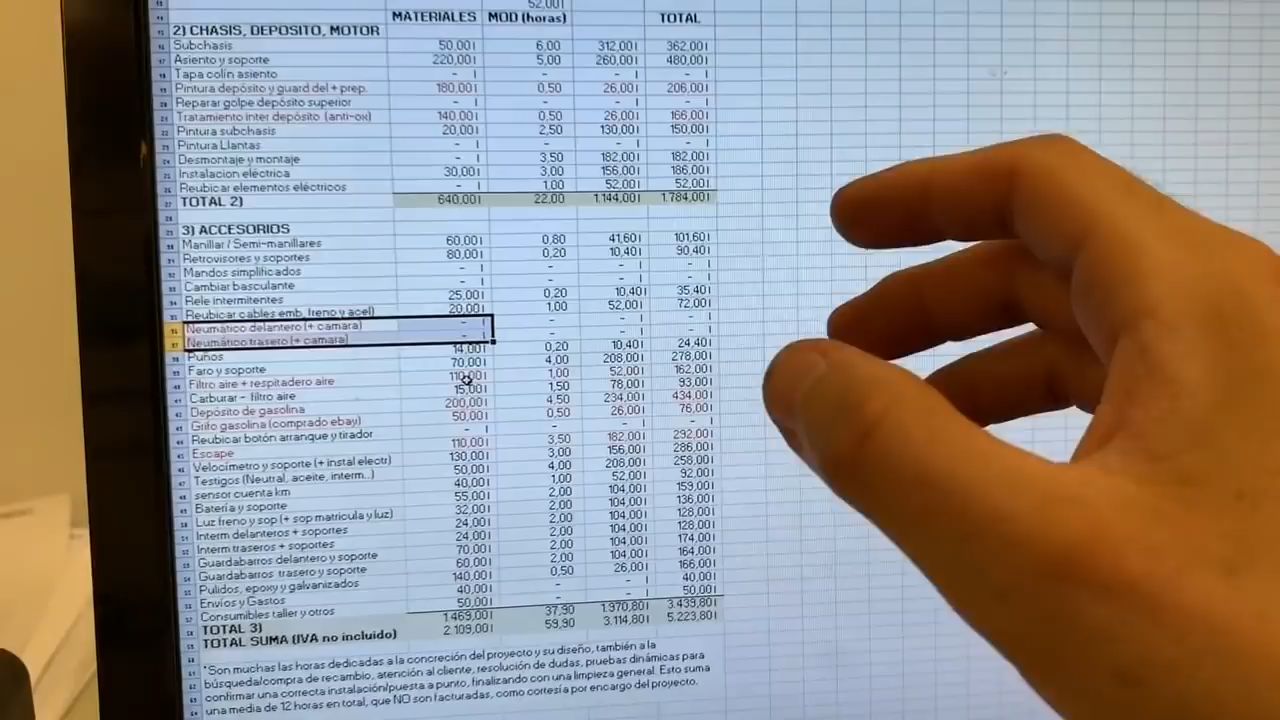 52,00 I
MATERIALES MOD (horas) TOTAL
2) CHASIS, DEPOSITO, MOTOR
Subchasis 50,00 I 6,00 312,00 I 362,00 I
Asiento y soporte 220,00 I 5,00 260,00 I 480,00 I
Tapa colín asiento - I - - I - I
Pintura depósito y guard del + prep. 180,00 I 0,50 26,00 I 206,00 I
Reparar golpe depósito superior - I - - I - I
Tratamiento inter depósito (anti-ox) 140,00 I 0,50 26,00 I 166,00 I
Pintura subchasis 20,00 I 2,50 130,00 I 150,00 I
Pintura Llantas - I - - I - I
Desmontaje y montaje - I 3,50 182,00 I 182,00 I
Instalación eléctrica 30,00 I 3,00 156,00 I 186,00 I
Reubicar elementos eléctricos - I 1,00 52,00 I 52,00 I
TOTAL 2) 640,00 I 22,00 1.144,00 I 1.784,00 I
3) ACCESORIOS
Manillar / Semi-manillares 60,00 I 0,80 41,60 I 101,60 I
Retrovisores y soportes 80,00 I 0,20 10,40 I 90,40 I
Mandos simplificados - I - - I - I
Cambiar basculante - I - - I - I
Rele intermitentes 25,00 I 0,20 10,40 I 35,40 I
Reubicar cables emb, freno y acel) 20,00 I 1,00 52,00 I 72,00 I
Neumático delantero (+ camara) - I - - I - I
Neumático trasero (+ camara) - I - - I - I
Puños 14,00 I 0,20 10,40 I 24,40 I
Faro y soporte 70,00 I 4,00 208,00 I 278,00 I
Filtro aire + respitadero aire 110,00 I 1,00 52,00 I 162,00 I
Carburar - filtro aire 15,00 I 1,50 78,00 I 93,00 I
Depósito de gasolina 200,00 I 4,50 234,00 I 434,00 I
Grifo gasolina (comprado ebay) 50,00 I 0,50 26,00 I 76,00 I
Reubicar botón arranque y tirador - I - - I - I
Escape 110,00 I 3,50 182,00 I 292,00 I
Velocímetro y soporte (+ instal electr) 130,00 I 3,00 156,00 I 286,00 I
Testigos (Neutral, aceite, interm..) 50,00 I 4,00 208,00 I 258,00 I
sensor cuenta km 40,00 I 1,00 52,00 I 92,00 I
Batería y soporte 55,00 I 2,00 104,00 I 159,00 I
Luz freno y sop (+ sop matricula y luz) 32,00 I 2,00 104,00 I 136,00 I
Interm delanteros + soportes 24,00 I 2,00 104,00 I 128,00 I
Interm traseros + soportes 24,00 I 2,00 104,00 I 128,00 I
Guardabarros delantero y soporte 70,00 I 2,00 104,00 I 174,00 I
Guardabarros trasero y soporte 60,00 I 2,00 104,00 I 164,00 I
Pulidos, epoxy y galvanizados 140,00 I 0,50 26,00 I 166,00 I
Envíos y Gastos 40,00 I - - I 40,00 I
Consumibles taller y otros 50,00 I - - I 50,00 I
TOTAL 3) 1.469,00 I 37,90 1.970,80 I 3.439,80 I
TOTAL SUMA (IVA no incluido) 2.109,00 I 59,90 3.114,80 I 5.223,80 I
*Son muchas las horas dedicadas a la concreción del proyecto y su diseño, también a la
búsqueda/compra de recambio, atención al cliente, resolución de dudas, pruebas dinámicas para
confirmar una correcta instalación/puesta a punto, finalizando con una limpieza general. Esto suma
una media de 12 horas en total, que NO son facturadas, como cortesía por encargo del proyecto.